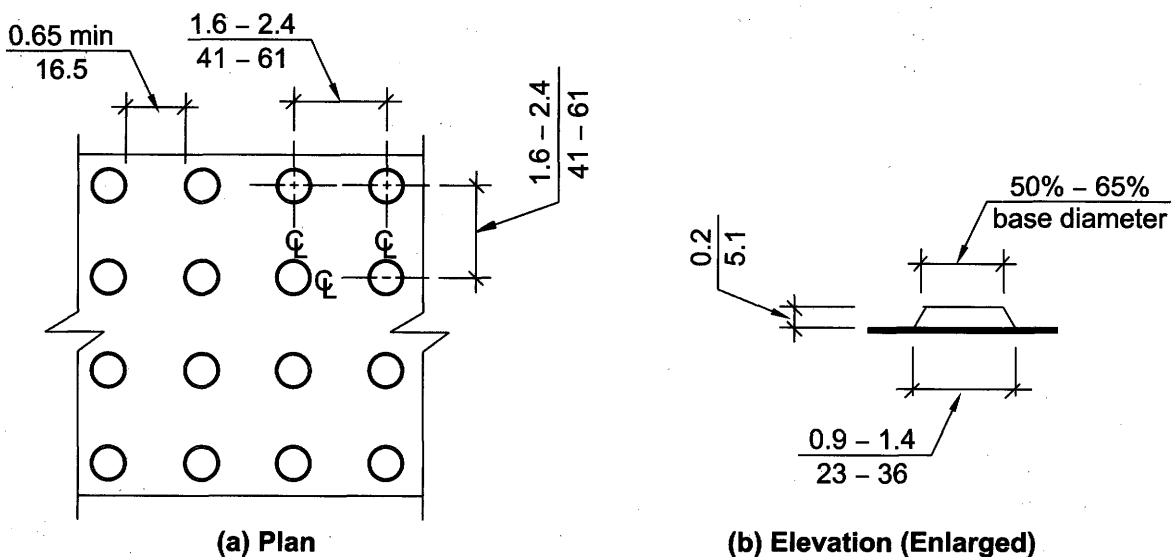 0.65 min
16.5
1.6 – 2.4
41 – 61
1.6 – 2.4
41 – 61
℄
℄
℄
(a) Plan
50% – 65%
base diameter
0.2
5.1
0.9 – 1.4
23 – 36
(b) Elevation (Enlarged)